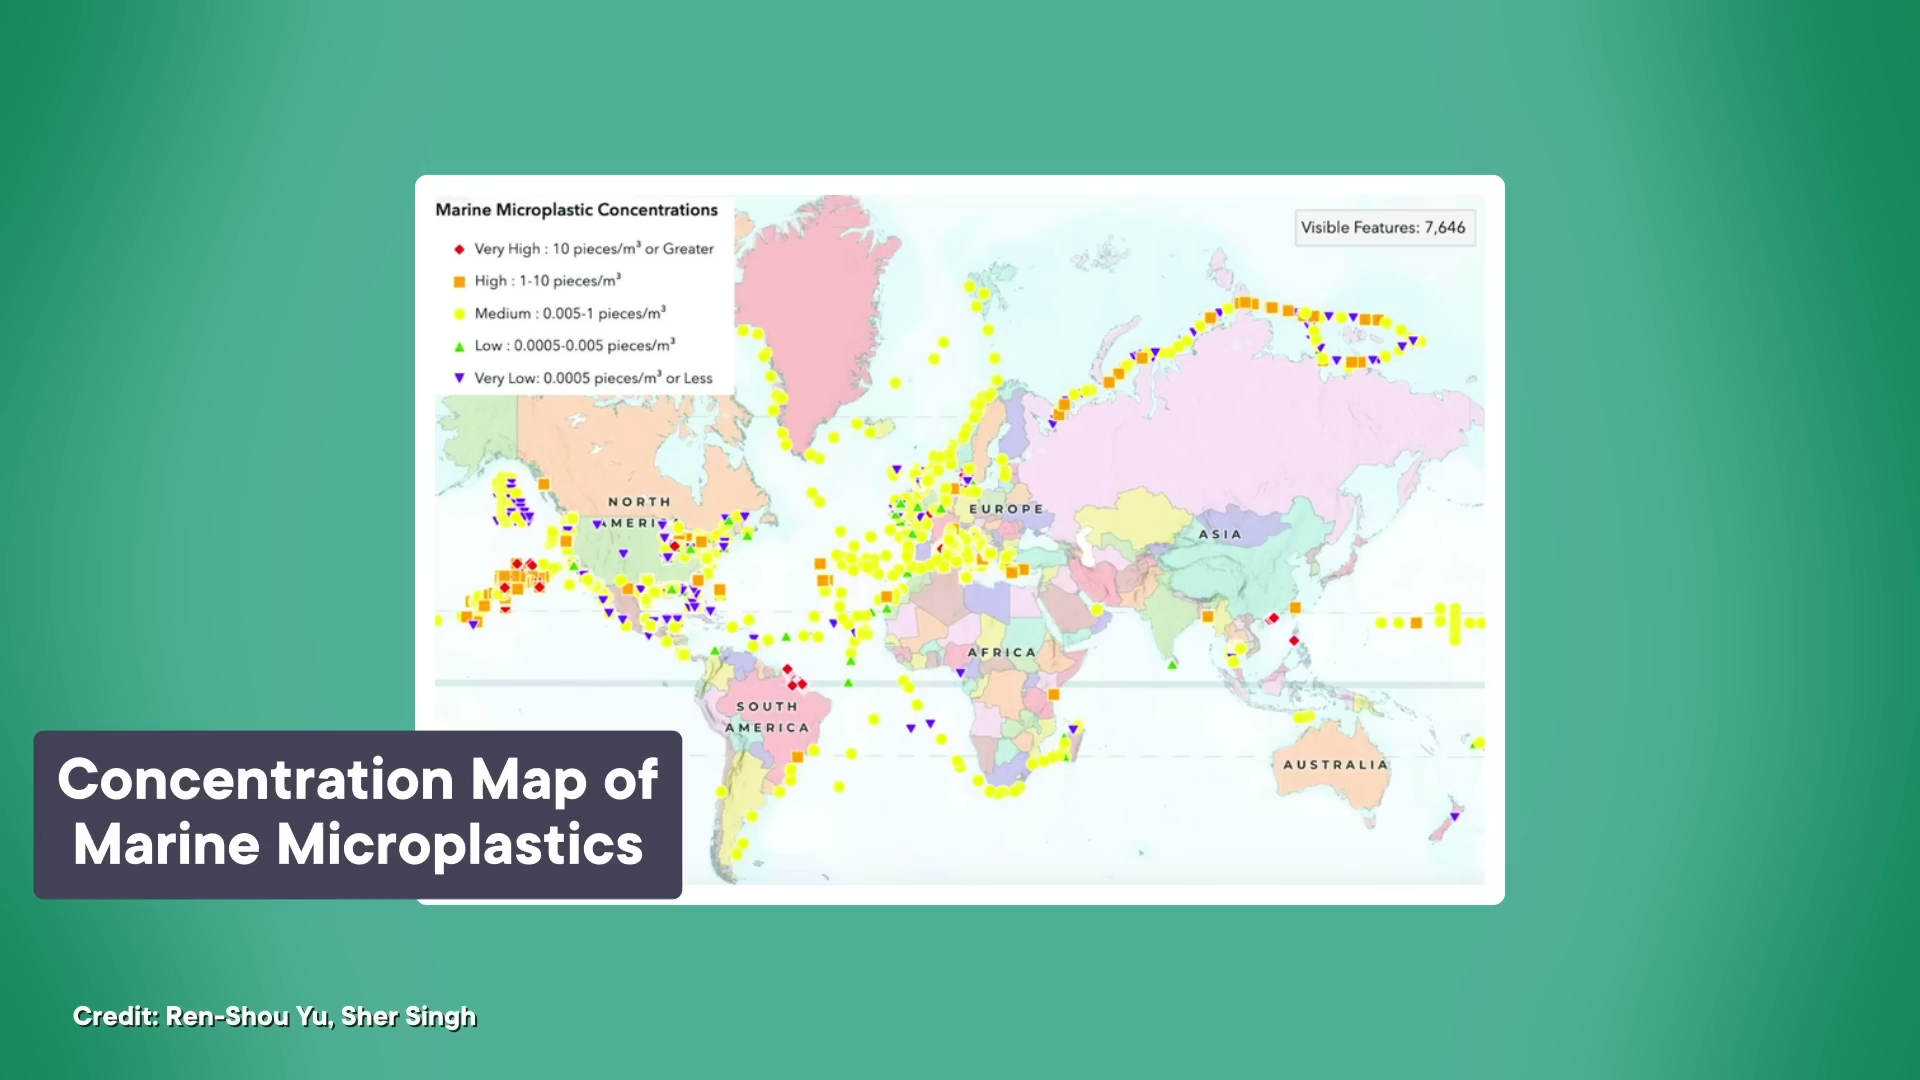 Marine Microplastic Concentrations
Very High : 10 pieces/m³ or Greater
High : 1-10 pieces/m³
Medium : 0.005-1 pieces/m³
Low : 0.0005-0.005 pieces/m³
Very Low: 0.0005 pieces/m³ or Less
Visible Features: 7,646
NORTH
AMERI
EUROPE
ASIA
AFRICA
SOUTH
AMERICA
AUSTRALIA
Concentration Map of
Marine Microplastics
Credit: Ren-Shou Yu, Sher Singh